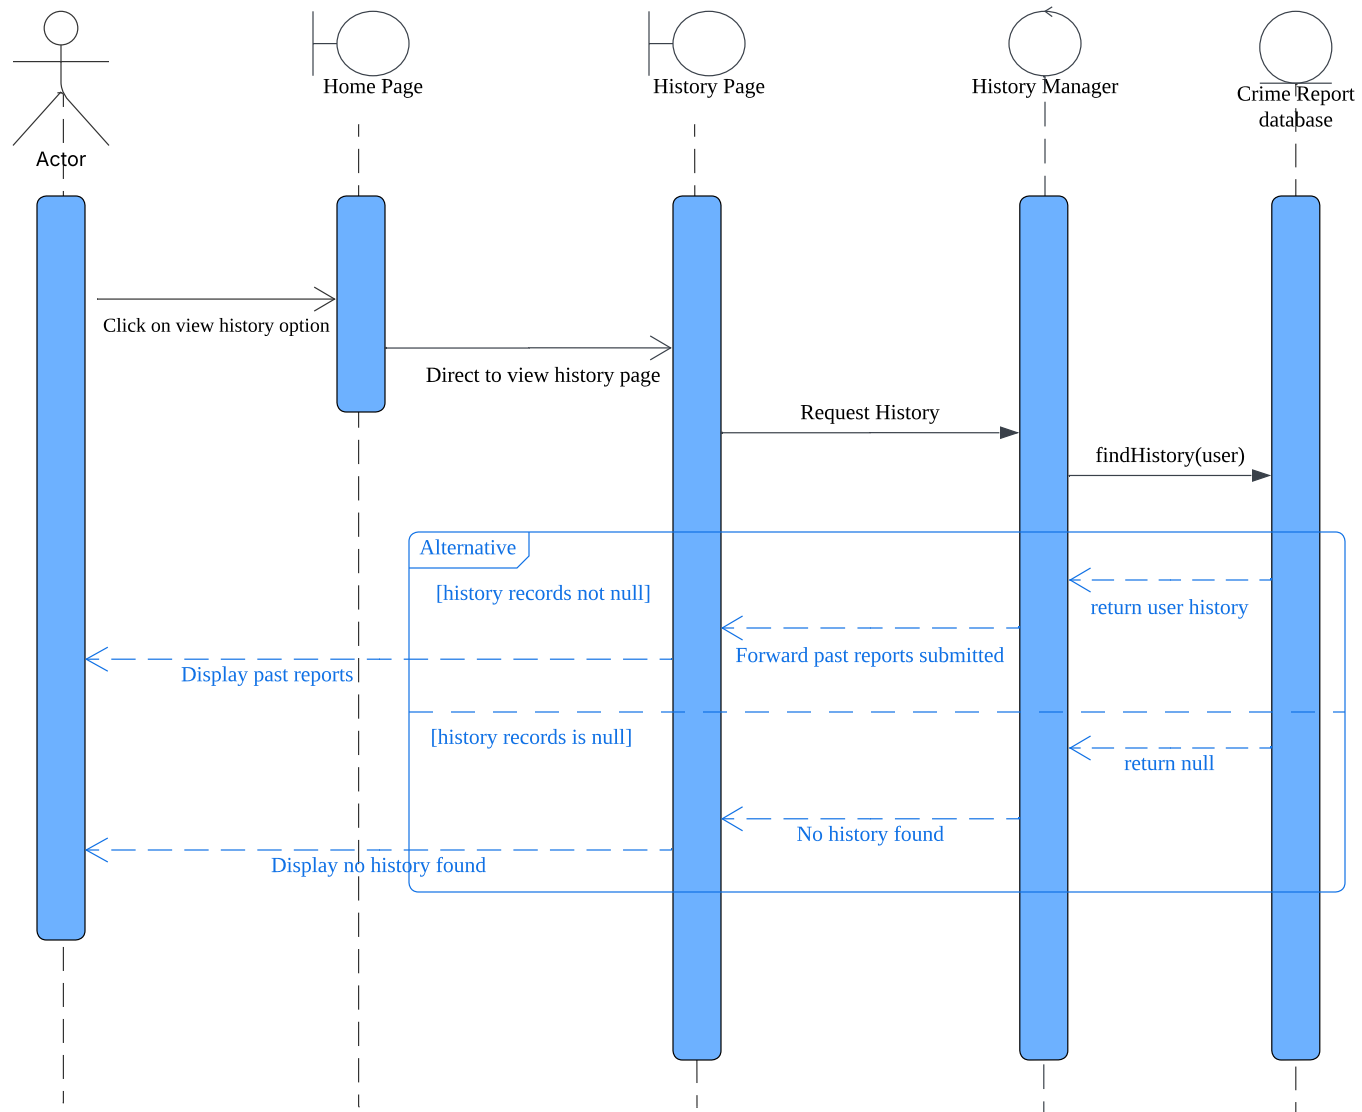 Home Page
History Page
History Manager
Crime Report
database
Actor
Click on view history option
Direct to view history page
Request History
findHistory(user)
Alternative
[history records not null]
return user history
Forward past reports submitted
Display past reports
[history records is null]
return null
No history found
Display no history found